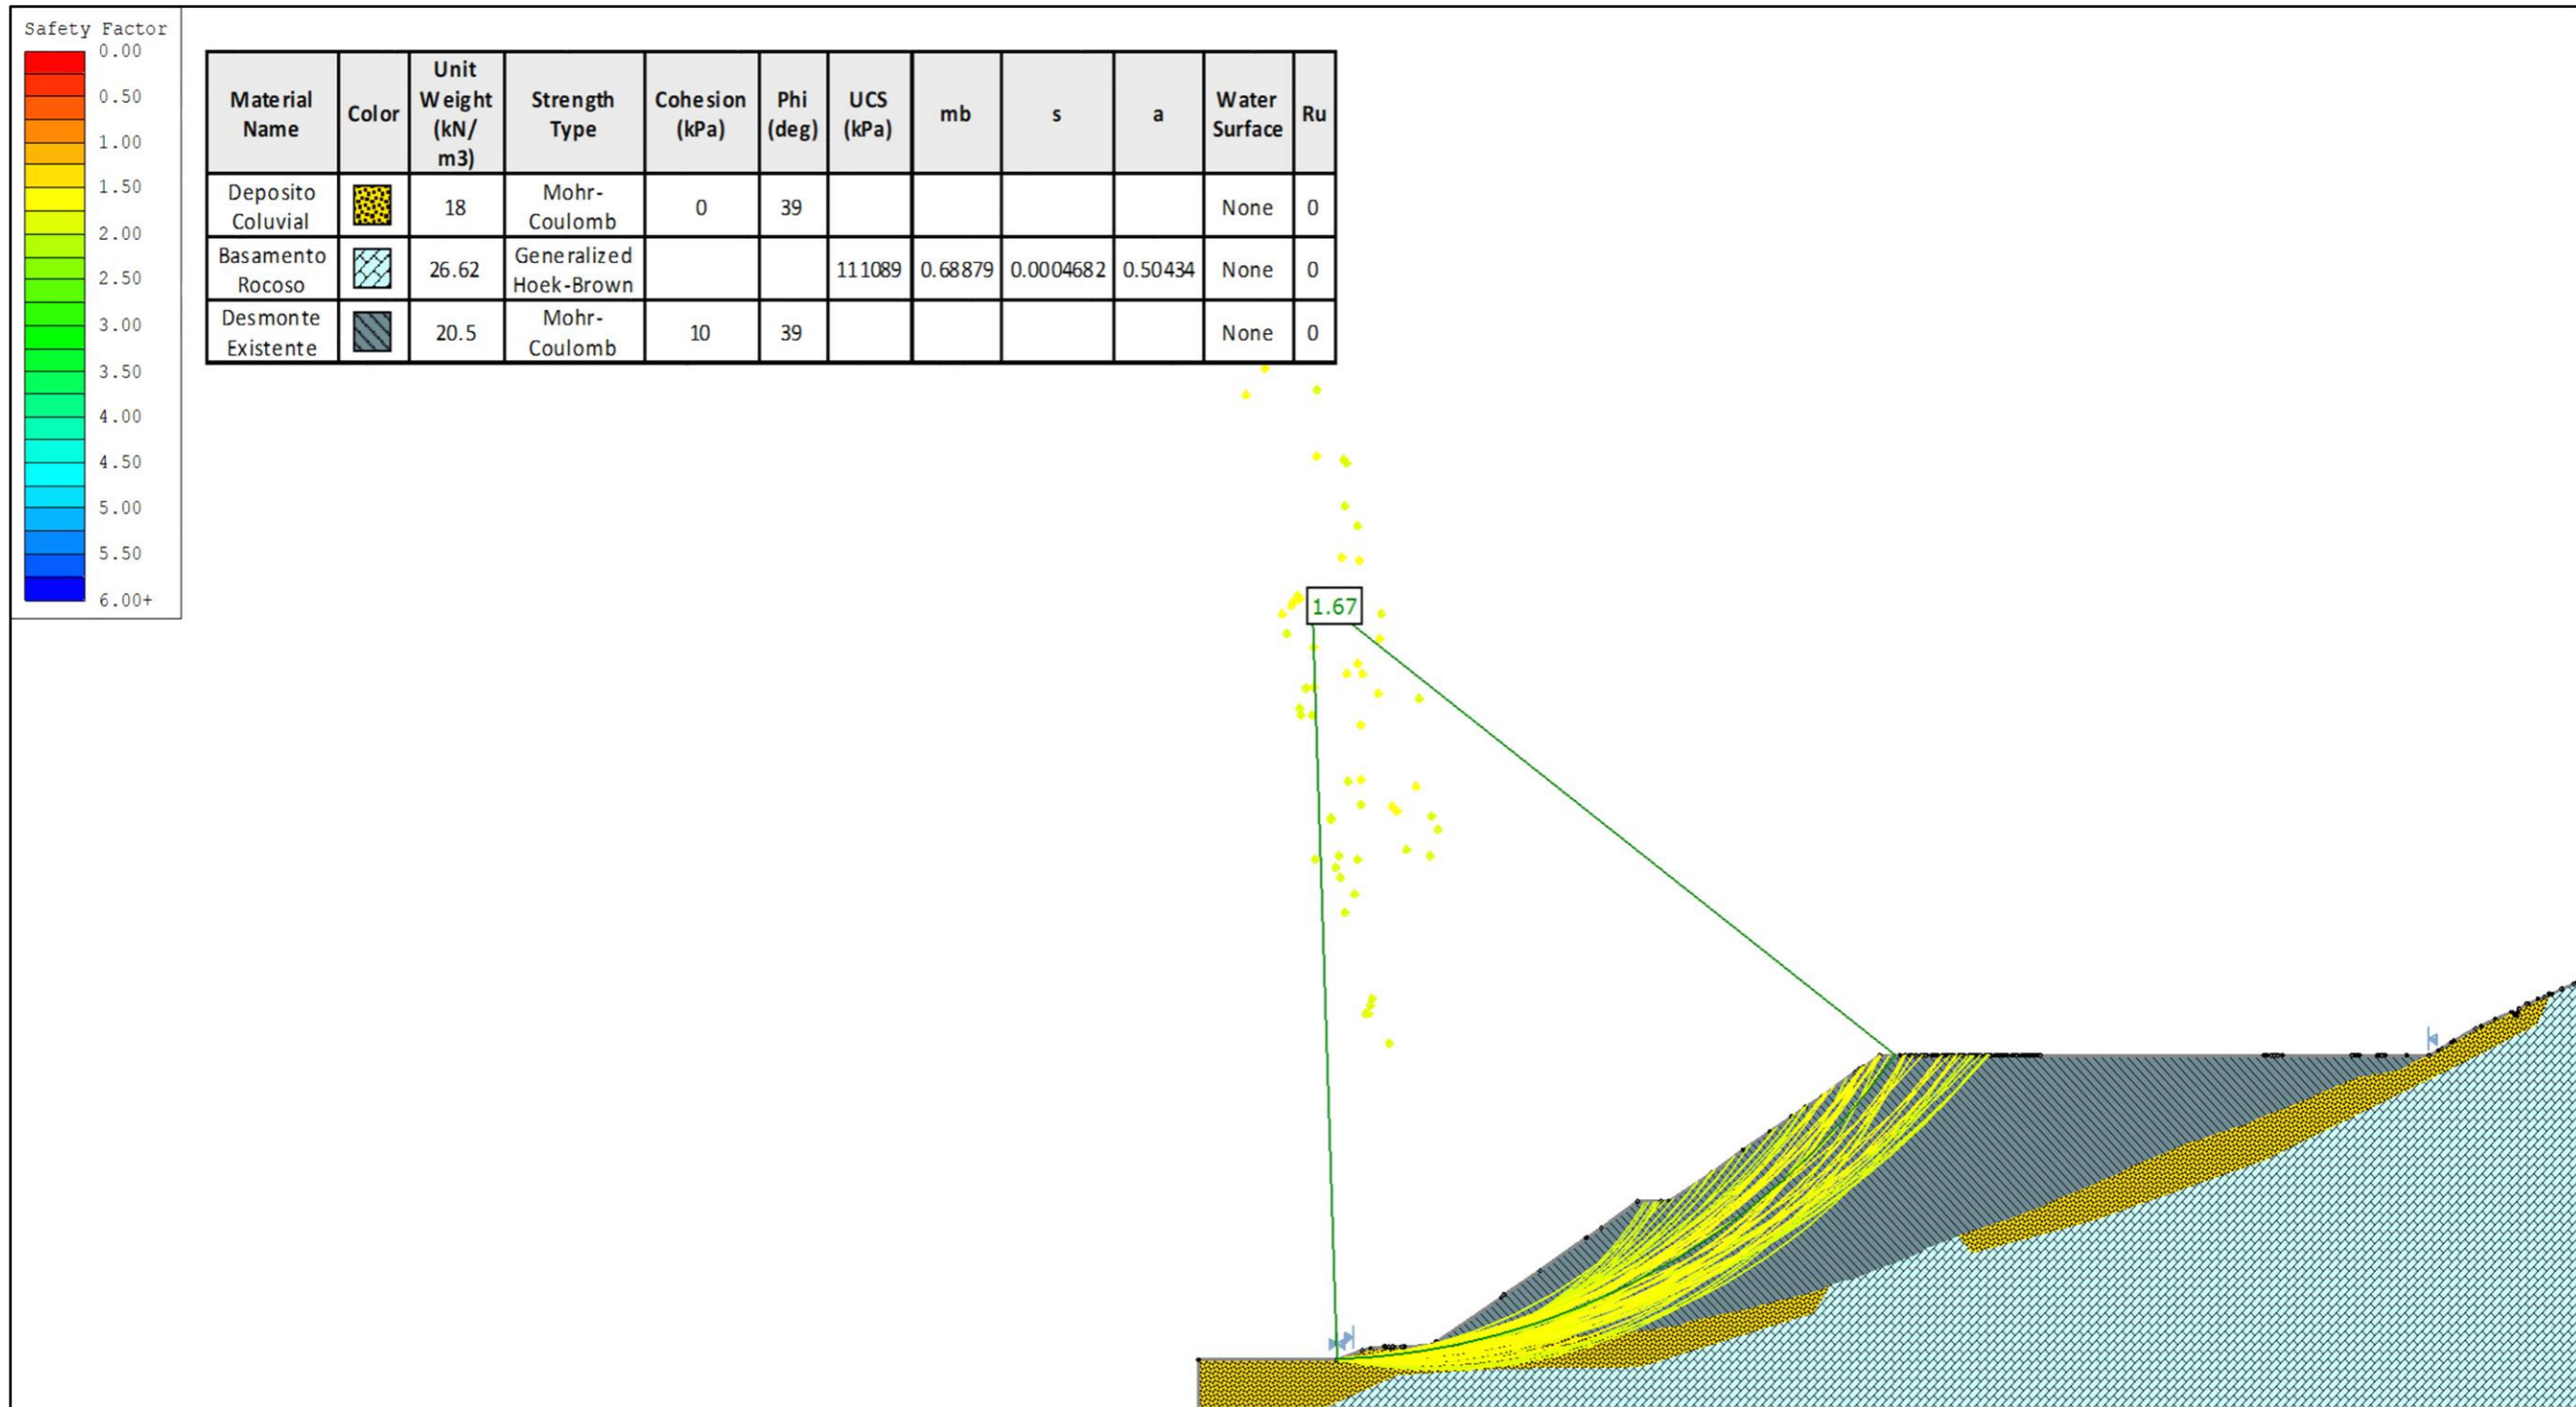 Safety Factor
0.00
0.50
1.00
1.50
2.00
2.50
3.00
3.50
4.00
4.50
5.00
5.50
6.00+
Material Name Color Unit Weight (kN/ m3) Strength Type Cohesion (kPa) Phi (deg) UCS (kPa) mb s a Water Surface Ru
Deposito Coluvial 18 Mohr-Coulomb 0 39 None 0
Basamento Rocoso 26.62 Generalized Hoek-Brown 111089 0.68879 0.0004682 0.50434 None 0
Desmonte Existente 20.5 Mohr-Coulomb 10 39 None 0
1.67